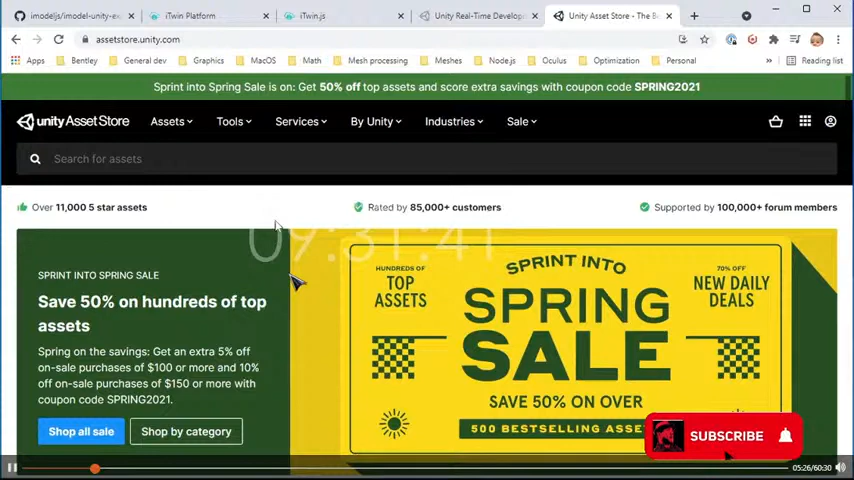 imodeljs/imodel-unity-ex
iTwin Platform
iTwin.js
Unity Real-Time Develop
Unity Asset Store - The B
assetstore.unity.com
Apps Bentley General dev Graphics MacOS Math Mesh processing Meshes Node.js Oculus Optimization Personal Reading list
Sprint into Spring Sale is on: Get 50% off top assets and score extra savings with coupon code SPRING2021
unity Asset Store Assets Tools Services By Unity Industries Sale
Search for assets
Over 11,000 5 star assets
Rated by 85,000+ customers
Supported by 100,000+ forum members
09:31:41
SPRINT INTO SPRING SALE
Save 50% on hundreds of top
assets
Spring on the savings: Get an extra 5% off
on-sale purchases of $100 or more and 10%
off on-sale purchases of $150 or more with
coupon code SPRING2021.
Shop all sale
Shop by category
HUNDREDS OF
TOP
ASSETS
SPRINT INTO
SPRING
SALE
70% OFF
NEW DAILY
DEALS
SAVE 50% ON OVER
500 BESTSELLING ASSE
SUBSCRIBE
05:26/60:30